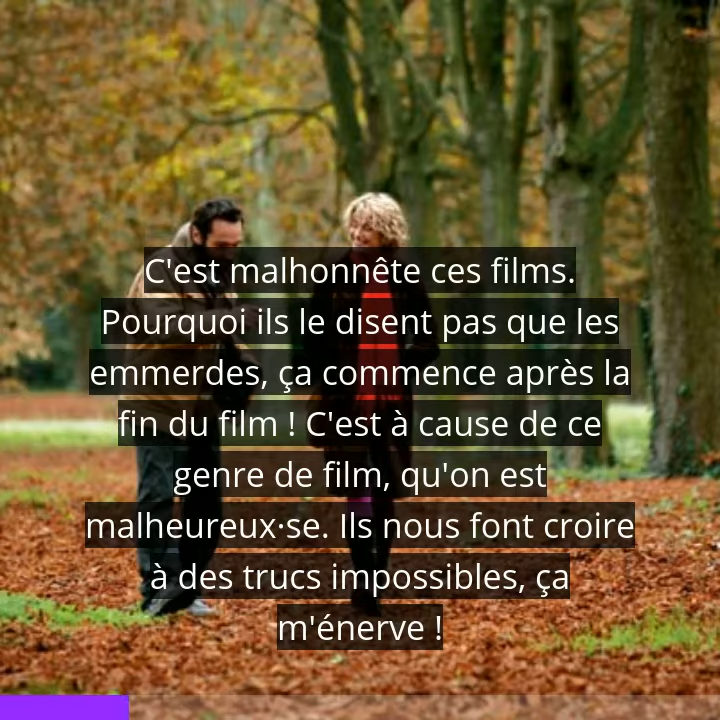 C'est malhonnête ces films.
Pourquoi ils le disent pas que les
emmerdes, ça commence après la
fin du film ! C'est à cause de ce
genre de film, qu'on est
malheureux·se. Ils nous font croire
à des trucs impossibles, ça
m'énerve !